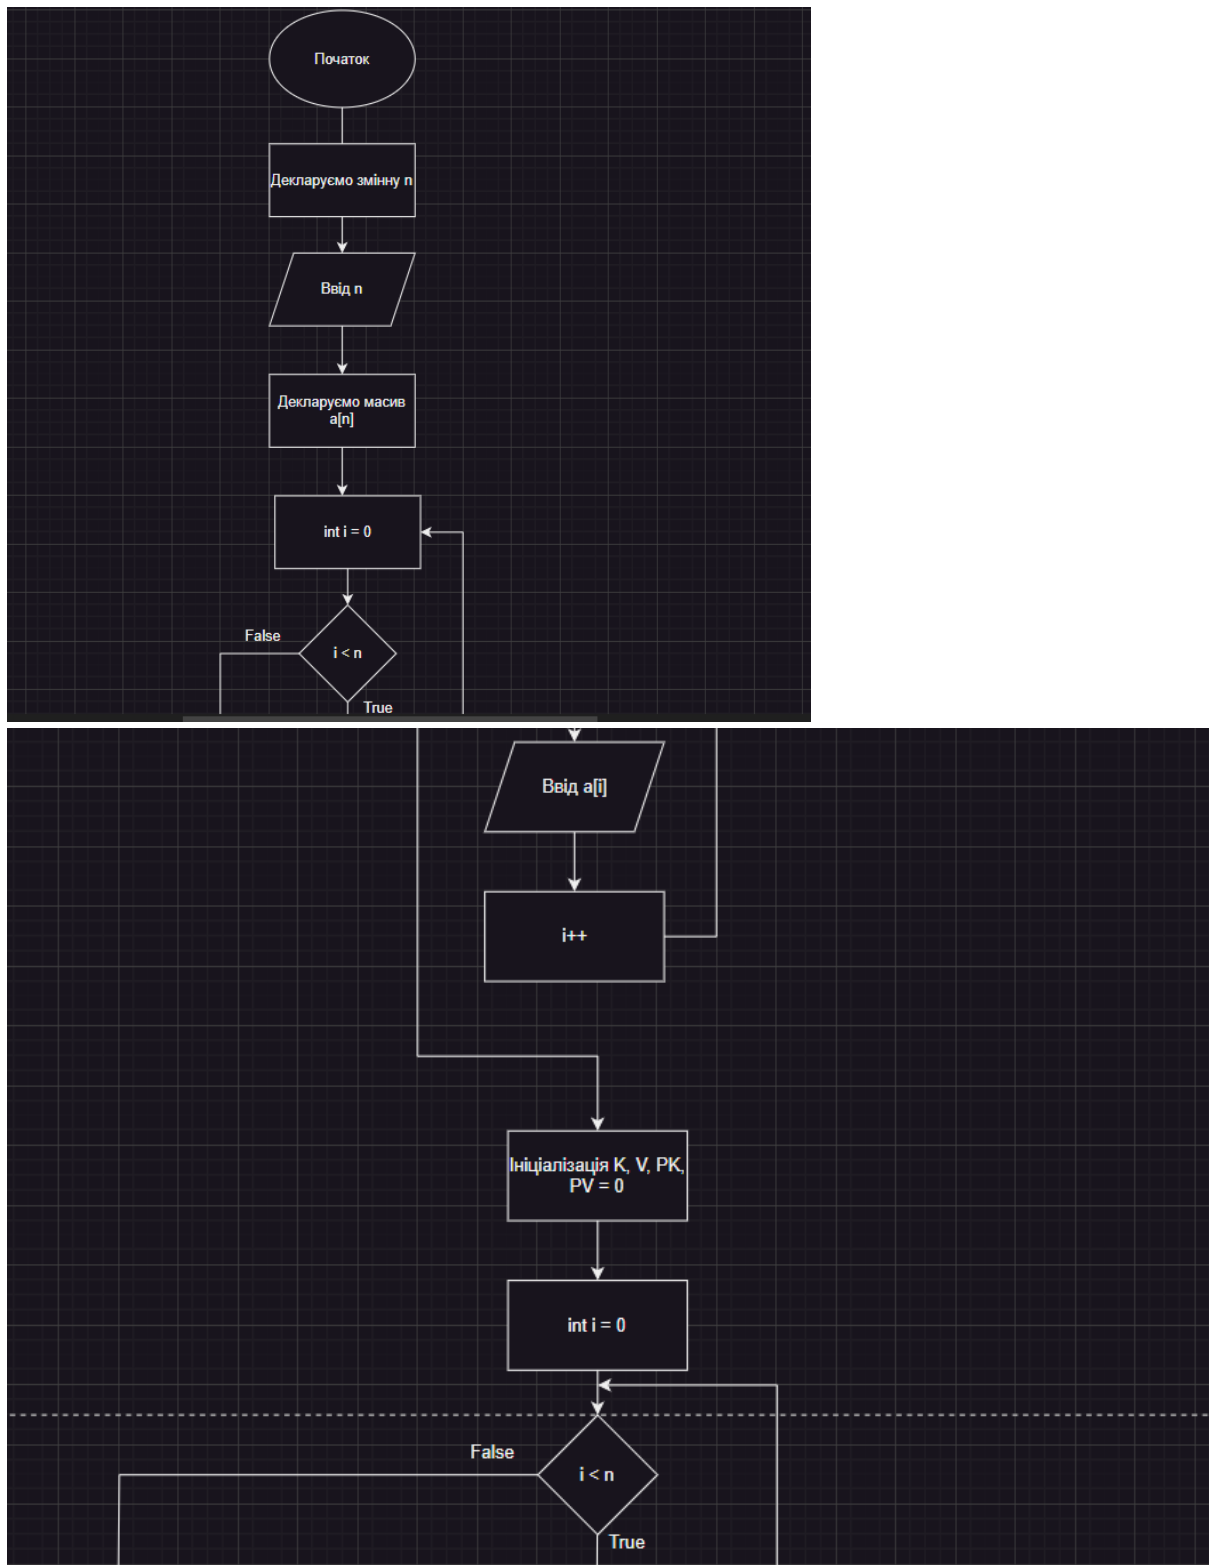 Початок
Декларуємо змінну n
Ввід n
Декларуємо масив
a[n]
int i = 0
False
i < n
True
Ввід a[i]
i++
Ініціалізація K, V, PK,
PV = 0
int i = 0
False
i < n
True